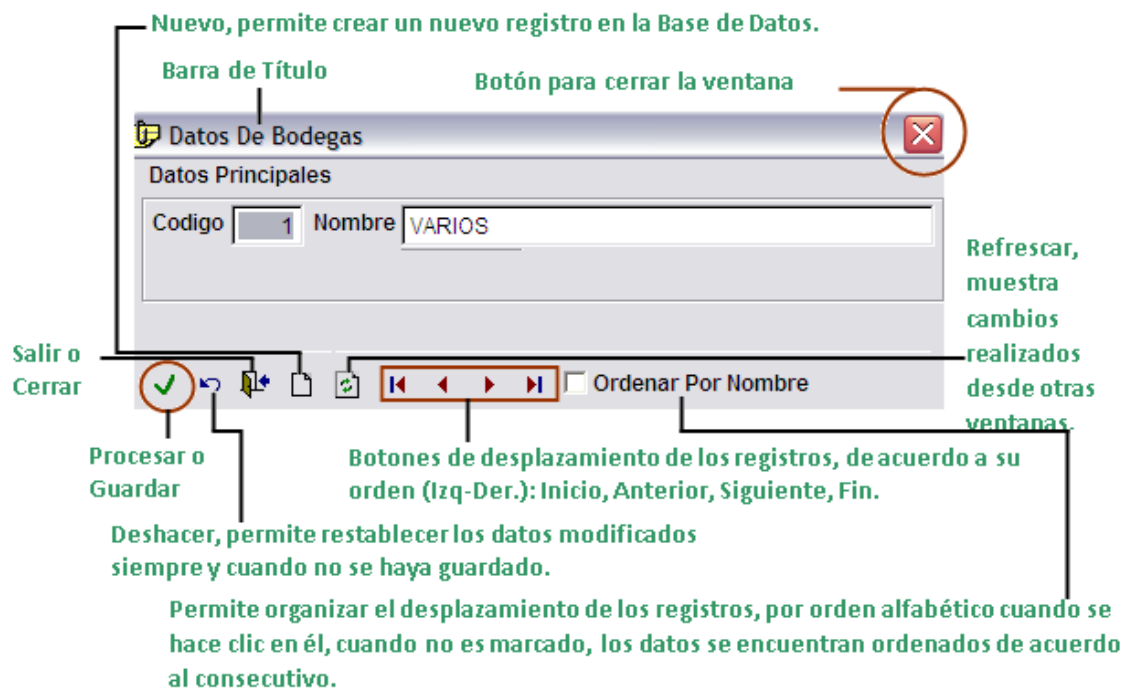 Nuevo, permite crear un nuevo registro en la Base de Datos.
Barra de Título
Botón para cerrar la ventana
Datos De Bodegas
Datos Principales
Codigo 1 Nombre VARIOS
Refrescar,
muestra
cambios
realizados
desde otras
ventanas.
Salir o
Cerrar
Ordenar Por Nombre
Procesar o
Guardar
Botones de desplazamiento de los registros, de acuerdo a su
orden (Izq-Der.): Inicio, Anterior, Siguiente, Fin.
Deshacer, permite restablecer los datos modificados
siempre y cuando no se haya guardado.
Permite organizar el desplazamiento de los registros, por orden alfabético cuando se
hace clic en él, cuando no es marcado, los datos se encuentran ordenados de acuerdo
al consecutivo.